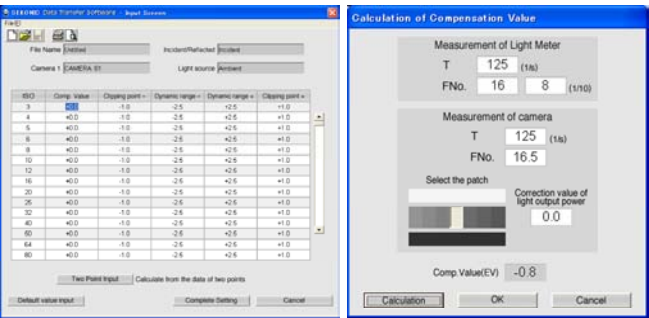 SEKONIC Data Transfer Software - Input Screen
File(F)
File Name Untitled Incident/Reflected Incident
Camera 1 CAMERA 01 Light source Ambient
ISO Comp. Value Clipping point - Dynamic range - Dynamic range + Clipping point +
3 +0.0 -1.0 -2.5 +2.5 +1.0
4 +0.0 -1.0 -2.5 +2.5 +1.0
5 +0.0 -1.0 -2.5 +2.5 +1.0
6 +0.0 -1.0 -2.5 +2.5 +1.0
8 +0.0 -1.0 -2.5 +2.5 +1.0
10 +0.0 -1.0 -2.5 +2.5 +1.0
12 +0.0 -1.0 -2.5 +2.5 +1.0
16 +0.0 -1.0 -2.5 +2.5 +1.0
20 +0.0 -1.0 -2.5 +2.5 +1.0
25 +0.0 -1.0 -2.5 +2.5 +1.0
32 +0.0 -1.0 -2.5 +2.5 +1.0
40 +0.0 -1.0 -2.5 +2.5 +1.0
50 +0.0 -1.0 -2.5 +2.5 +1.0
64 +0.0 -1.0 -2.5 +2.5 +1.0
80 +0.0 -1.0 -2.5 +2.5 +1.0
Two Point Input Calculate from the data of two points
Default value input Complete Setting Cancel
Calculation of Compensation Value
Measurement of Light Meter
T 125 (1/s)
FNo. 16 8 (1/10)
Measurement of camera
T 125 (1/s)
FNo. 16.5
Select the patch
Correction value of
light output power
0.0
Comp.Value(EV) -0.8
Calculation OK Cancel